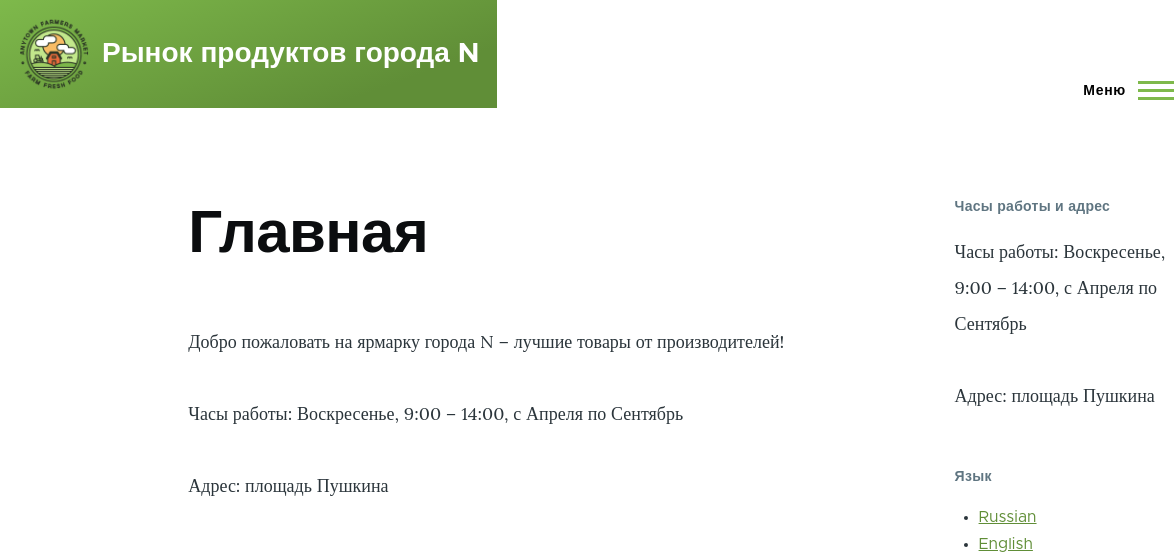 ANYTOWN FARMERS MARKET
FARM FRESH FOOD
Рынок продуктов города N
Меню
Главная
Добро пожаловать на ярмарку города N – лучшие товары от производителей!
Часы работы: Воскресенье, 9:00 – 14:00, с Апреля по Сентябрь
Адрес: площадь Пушкина
Часы работы и адрес
Часы работы: Воскресенье,
9:00 – 14:00, с Апреля по
Сентябрь
Адрес: площадь Пушкина
Язык
Russian
English